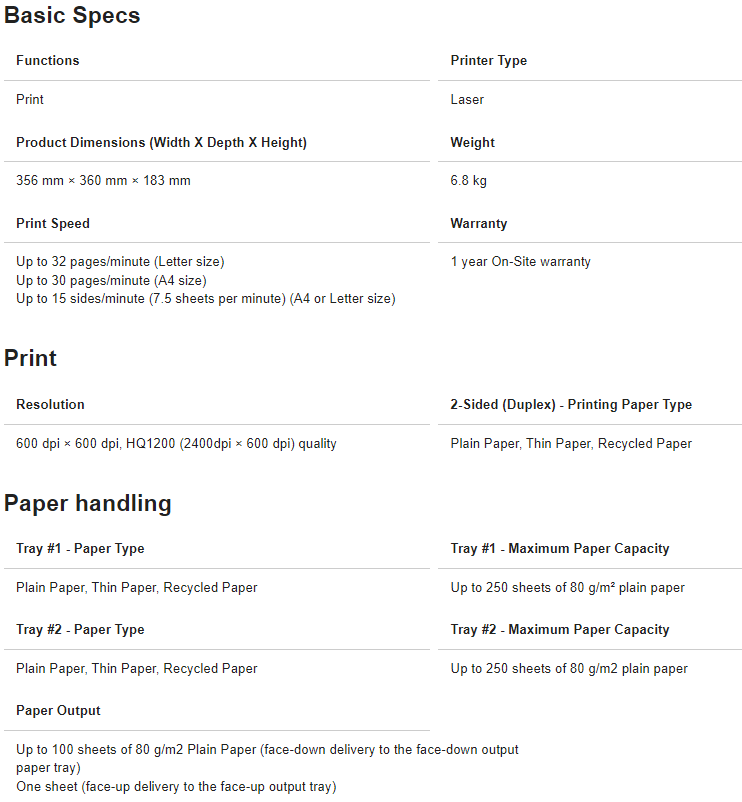 Basic Specs
Functions
Printer Type
Print
Laser
Product Dimensions (Width X Depth X Height)
Weight
356 mm × 360 mm × 183 mm
6.8 kg
Print Speed
Warranty
Up to 32 pages/minute (Letter size)
1 year On-Site warranty
Up to 30 pages/minute (A4 size)
Up to 15 sides/minute (7.5 sheets per minute) (A4 or Letter size)
Print
Resolution
2-Sided (Duplex) - Printing Paper Type
600 dpi × 600 dpi, HQ1200 (2400dpi × 600 dpi) quality
Plain Paper, Thin Paper, Recycled Paper
Paper handling
Tray #1 - Paper Type
Tray #1 - Maximum Paper Capacity
Plain Paper, Thin Paper, Recycled Paper
Up to 250 sheets of 80 g/m² plain paper
Tray #2 - Paper Type
Tray #2 - Maximum Paper Capacity
Plain Paper, Thin Paper, Recycled Paper
Up to 250 sheets of 80 g/m2 plain paper
Paper Output
Up to 100 sheets of 80 g/m2 Plain Paper (face-down delivery to the face-down output
paper tray)
One sheet (face-up delivery to the face-up output tray)